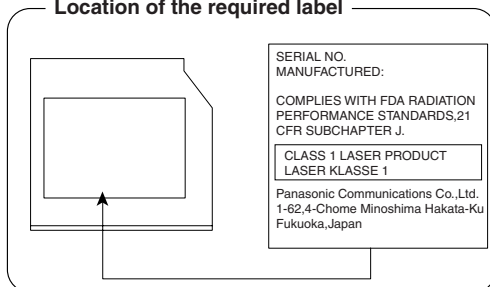 Location of the required label
SERIAL NO.
MANUFACTURED:
COMPLIES WITH FDA RADIATION
PERFORMANCE STANDARDS,21
CFR SUBCHAPTER J.
CLASS 1 LASER PRODUCT
LASER KLASSE 1
Panasonic Communications Co.,Ltd.
1-62,4-Chome Minoshima Hakata-Ku
Fukuoka,Japan